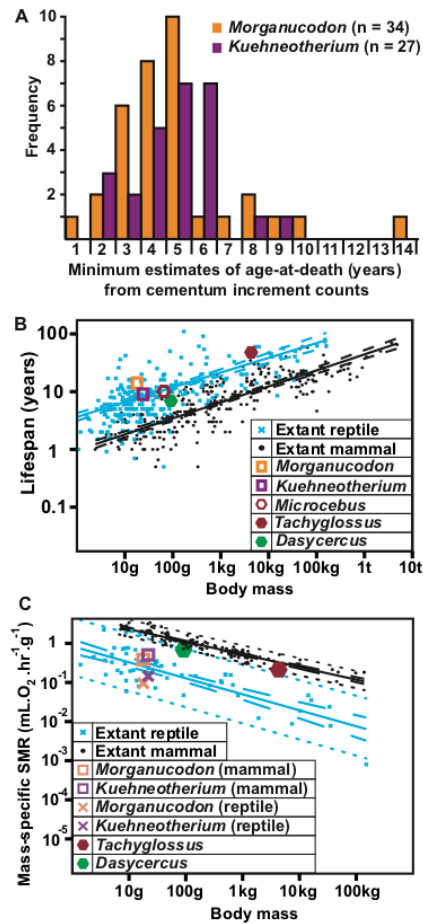 A
Morganucodon (n = 34)
Kuehneotherium (n = 27)
Frequency
10
8
6
4
2
1 2 3 4 5 6 7 8 9 10 11 12 13 14
Minimum estimates of age-at-death (years)
from cementum increment counts
B
Lifespan (years)
100
10
1
0.1
Extant reptile
Extant mammal
Morganucodon
Kuehneotherium
Microcebus
Tachyglossus
Dasycercus
10g 100g 1kg 10kg 100kg 1t 10t
Body mass
C
Mass-specific SMR (mL.O₂.hr⁻¹.g⁻¹)
1
10⁻¹
10⁻²
10⁻³
10⁻⁴
10⁻⁵
Extant reptile
Extant mammal
Morganucodon (mammal)
Kuehneotherium (mammal)
Morganucodon (reptile)
Kuehneotherium (reptile)
Tachyglossus
Dasycercus
10g 100g 1kg 10kg 100kg
Body mass